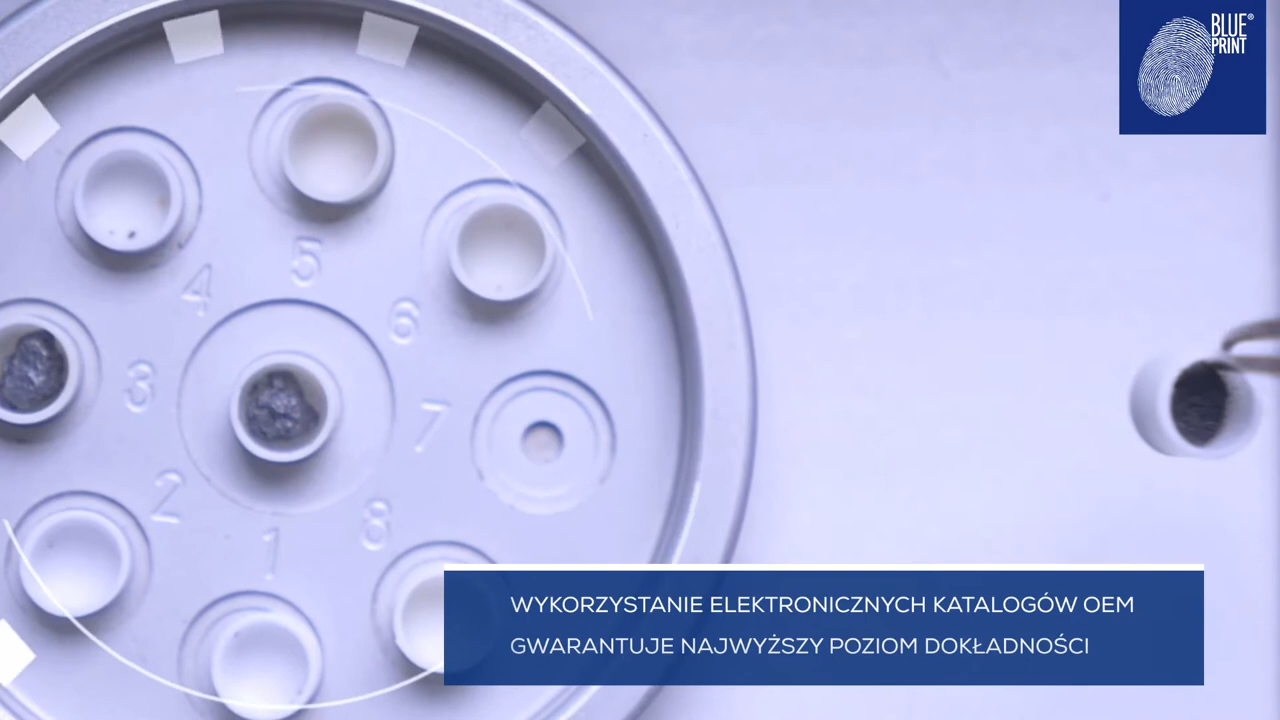 BLUE®
PRINT
5
4
6
3
7
2
8
1
WYKORZYSTANIE ELEKTRONICZNYCH KATALOGÓW OEM
GWARANTUJE NAJWYŻSZY POZIOM DOKŁADNOŚCI